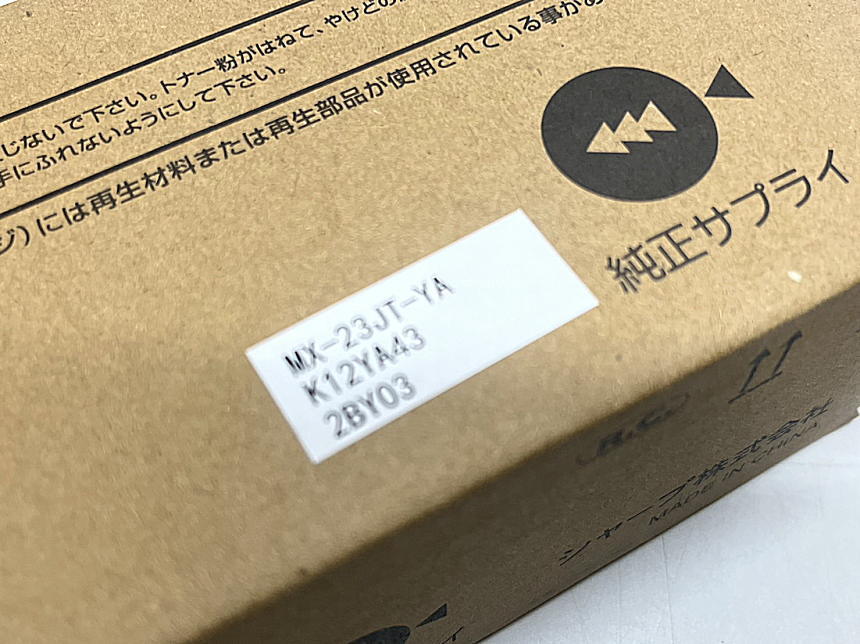 じないで下さい。トナー粉がはねて、やけどの
手にふれないようにして下さい。
ジ)には再生材料または再生部品が使用されている事があ
純正サプライ
MX-23JT-YA
K12YA43
2BY03
R.C.
シャープ株式会社
MADE IN CHINA
イ